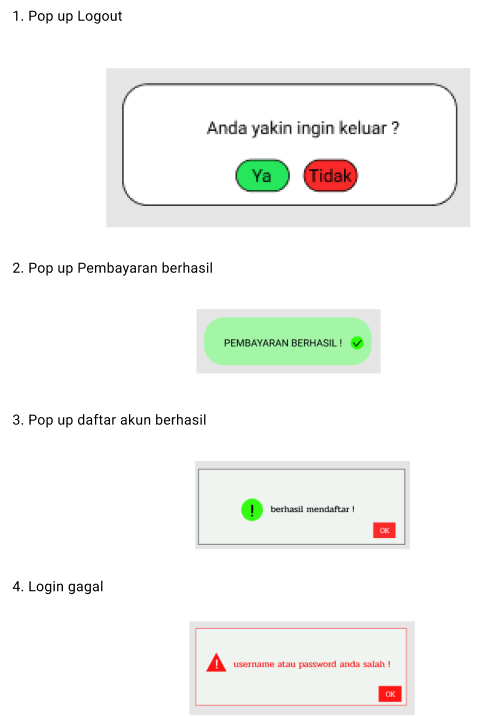 1. Pop up Logout
Anda yakin ingin keluar ?
Ya
Tidak
2. Pop up Pembayaran berhasil
PEMBAYARAN BERHASIL !
3. Pop up daftar akun berhasil
! berhasil mendaftar !
OK
4. Login gagal
! username atau password anda salah !
OK